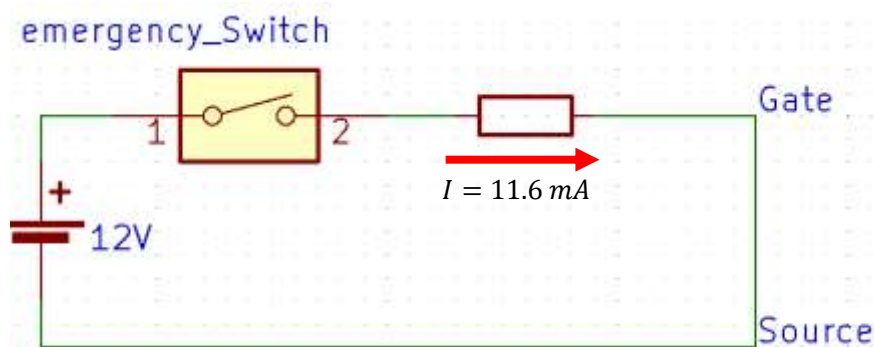 emergency_Switch
1
2
Gate
I = 11.6 mA
+
12V
Source